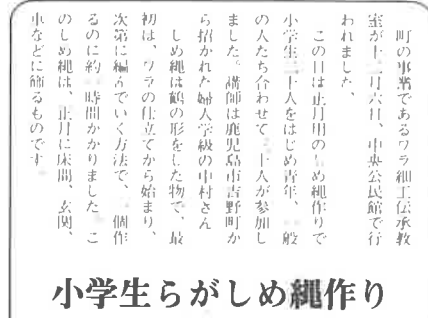 町の事業であるワラ細工伝承教
室が十二月六日、中央公民館で行
われました。
この日は正月用のしめ縄作りで
小学生二十人をはじめ青年、一般
の人たち合わせて 十人が参加し
ました。講師は鹿児島市吉野町か
ら招かれた婦人学級の中村さん
しめ縄は鶴の形をした物で、最
初は、ワラの仕立てから始まり、
次第に編んでいく方法で、一個作
るのに約 時間かかりました。こ
のしめ縄は、正月に床間、玄関、
車などに飾るものです。
小学生らがしめ縄作り